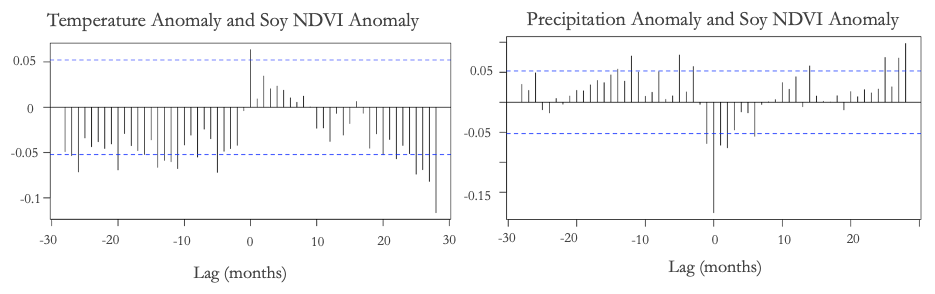 Temperature Anomaly and Soy NDVI Anomaly
0.05
0
-0.05
-0.1
-30 -20 -10 0 10 20 30
Lag (months)
Precipitation Anomaly and Soy NDVI Anomaly
0.05
-0.05
-0.15
-30 -20 -10 0 10 20
Lag (months)